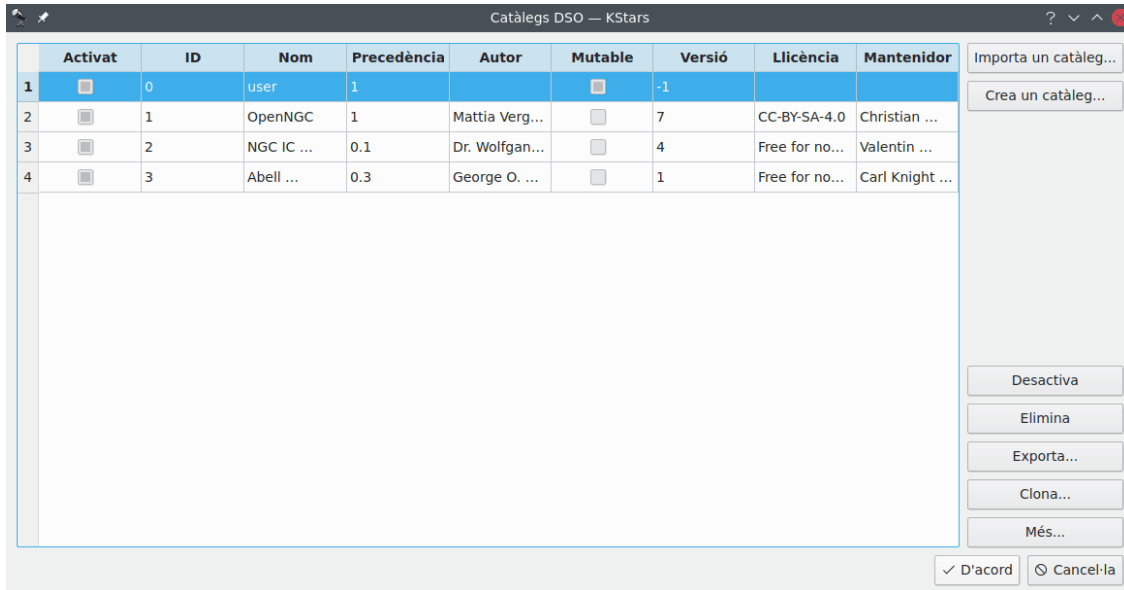 Catàlegs DSO — KStars
Activat ID Nom Precedència Autor Mutable Versió Llicència Mantenidor
1 0 user 1 -1
2 1 OpenNGC 1 Mattia Verg... 7 CC-BY-SA-4.0 Christian ...
3 2 NGC IC ... 0.1 Dr. Wolfgan... 4 Free for no... Valentin ...
4 3 Abell ... 0.3 George O. ... 1 Free for no... Carl Knight ...
Importa un catàleg...
Crea un catàleg...
Desactiva
Elimina
Exporta...
Clona...
Més...
D'acord Cancel·la